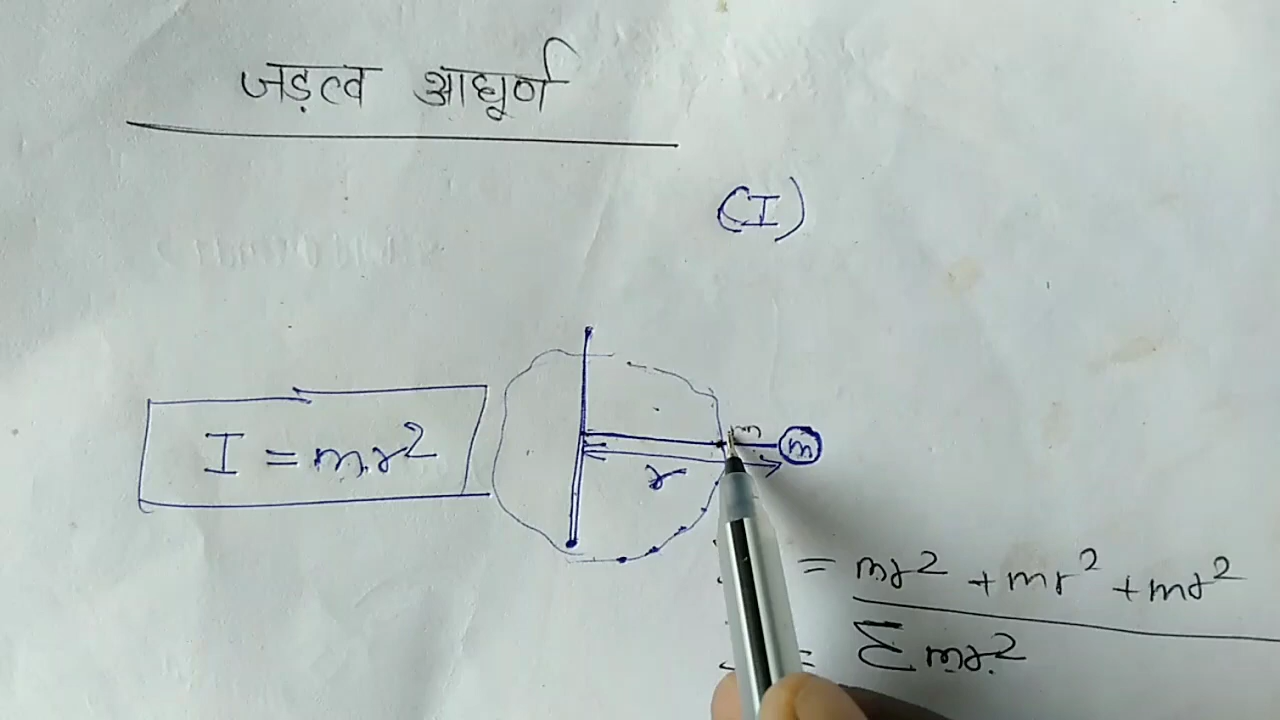 जड़त्व आघूर्ण
(I)
I = mr²
m
m
r
= mr² + mr² + mr²
= Σ mr²